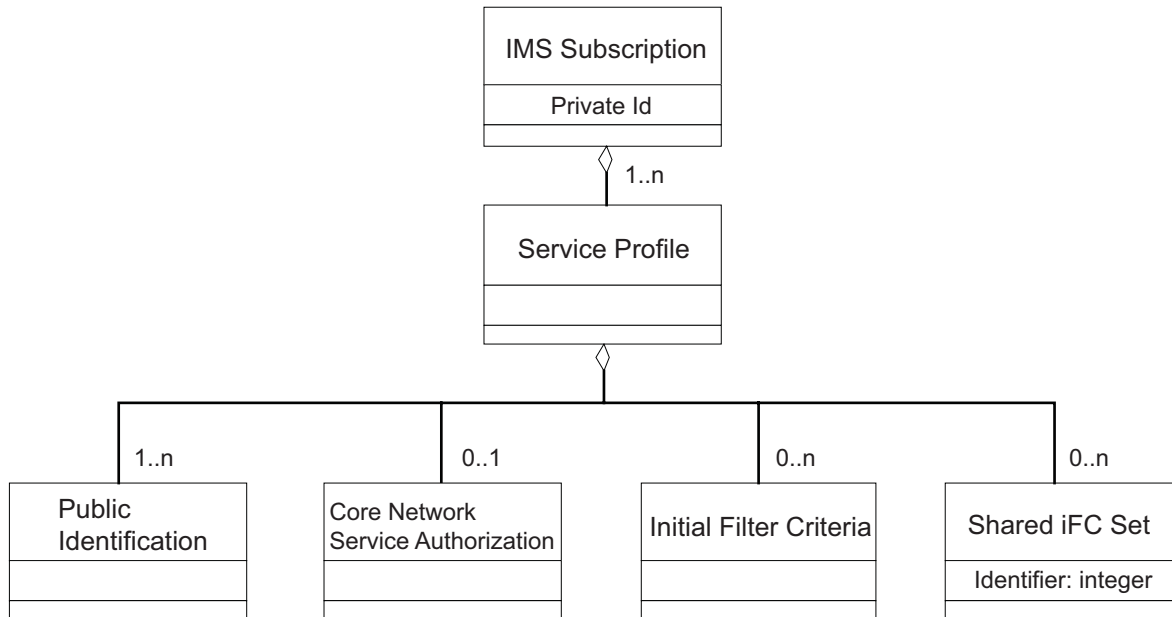 IMS Subscription
Private Id
1..n
Service Profile
1..n
0..1
0..n
0..n
Public
Identification
Core Network
Service Authorization
Initial Filter Criteria
Shared iFC Set
Identifier: integer